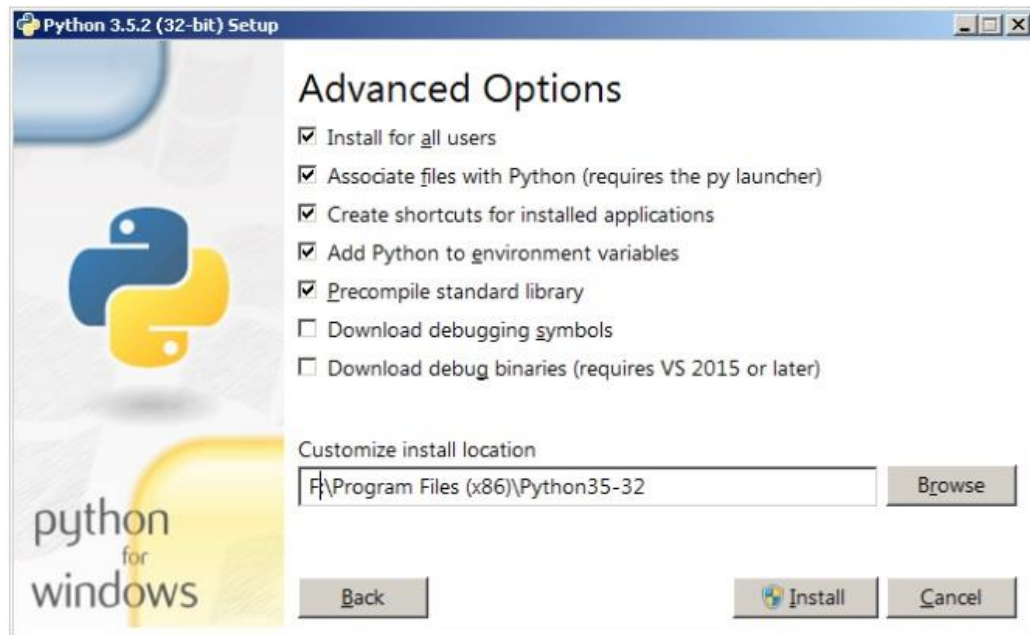 Python 3.5.2 (32-bit) Setup
Advanced Options
Install for all users
Associate files with Python (requires the py launcher)
Create shortcuts for installed applications
Add Python to environment variables
Precompile standard library
Download debugging symbols
Download debug binaries (requires VS 2015 or later)
Customize install location
F:\Program Files (x86)\Python35-32
Browse
python
for
windows
Back
Install
Cancel